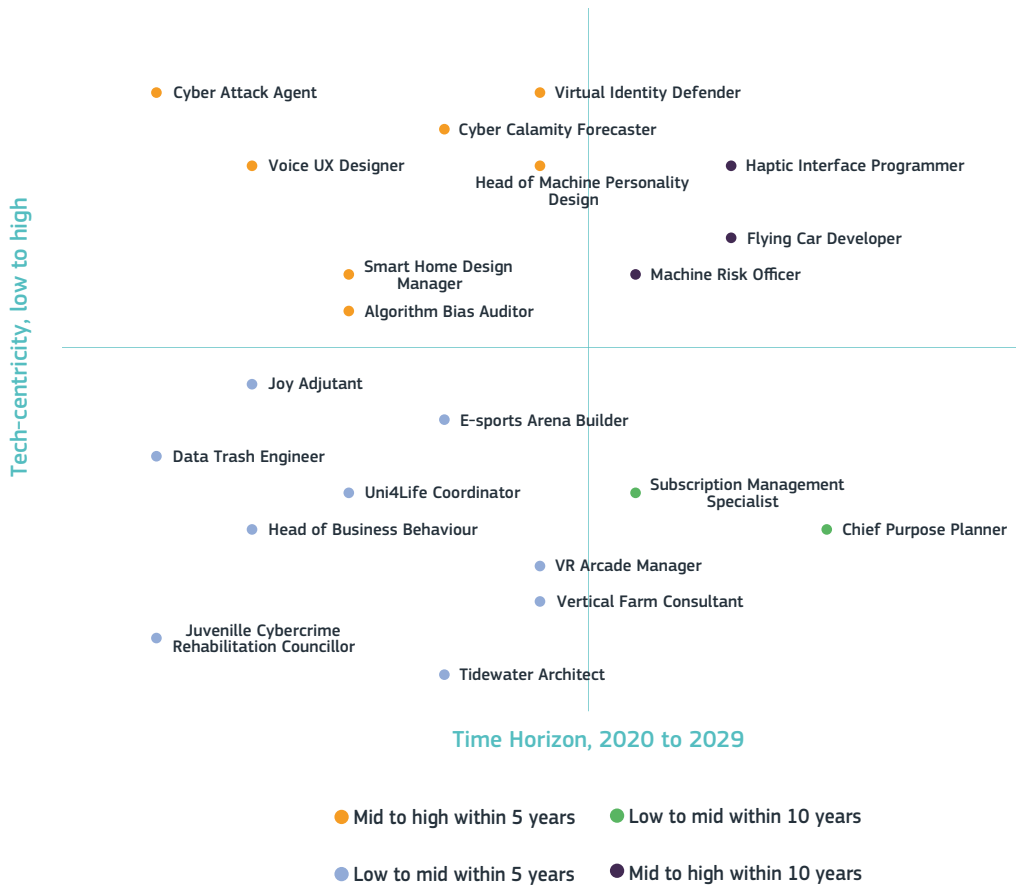 Cyber Attack Agent
Virtual Identity Defender
Cyber Calamity Forecaster
Voice UX Designer
Haptic Interface Programmer
Head of Machine Personality
Design
Flying Car Developer
Smart Home Design
Manager
Machine Risk Officer
Algorithm Bias Auditor
Tech-centricity, low to high
Joy Adjutant
E-sports Arena Builder
Data Trash Engineer
Uni4Life Coordinator
Subscription Management
Specialist
Head of Business Behaviour
Chief Purpose Planner
VR Arcade Manager
Vertical Farm Consultant
Juvenille Cybercrime
Rehabilitation Councillor
Tidewater Architect
Time Horizon, 2020 to 2029
Mid to high within 5 years
Low to mid within 10 years
Low to mid within 5 years
Mid to high within 10 years